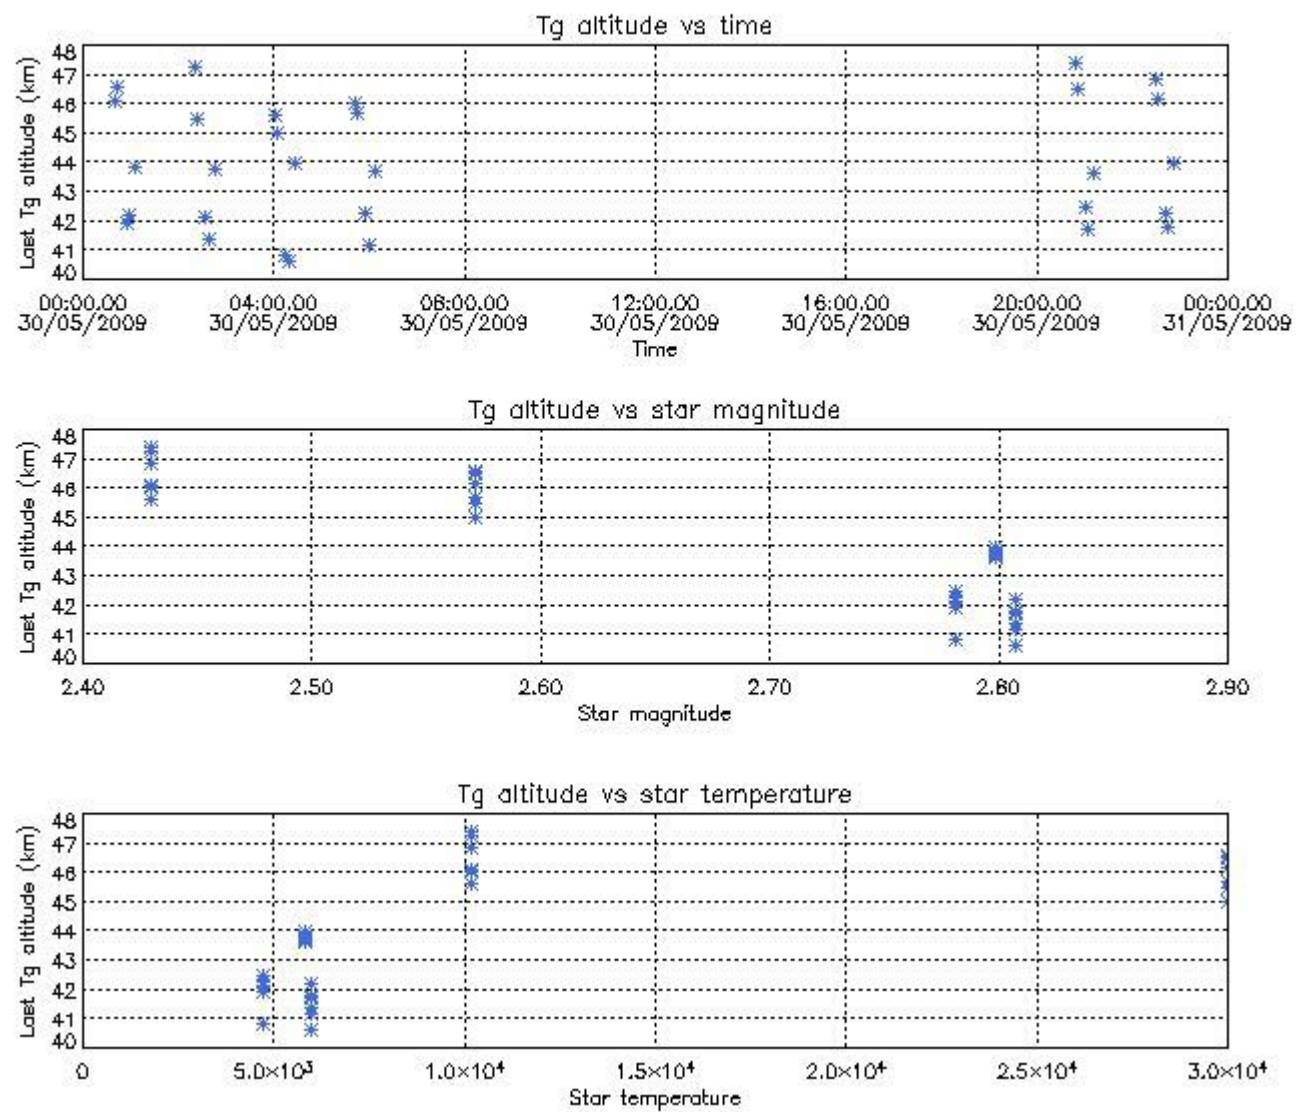 Tg altitude vs time
Last Tg altitude (km)
48
47
46
45
44
43
42
41
40
00:00.00 04:00.00 08:00.00 12:00.00 16:00.00 20:00.00 00:00.00
30/05/2009 30/05/2009 30/05/2009 30/05/2009 30/05/2009 30/05/2009 31/05/2009
Time
Tg altitude vs star magnitude
Last Tg altitude (km)
48
47
46
45
44
43
42
41
40
2.40 2.50 2.60 2.70 2.80 2.90
Star magnitude
Tg altitude vs star temperature
Last Tg altitude (km)
48
47
46
45
44
43
42
41
40
0 5.0×10³ 1.0×10⁴ 1.5×10⁴ 2.0×10⁴ 2.5×10⁴ 3.0×10⁴
Star temperature